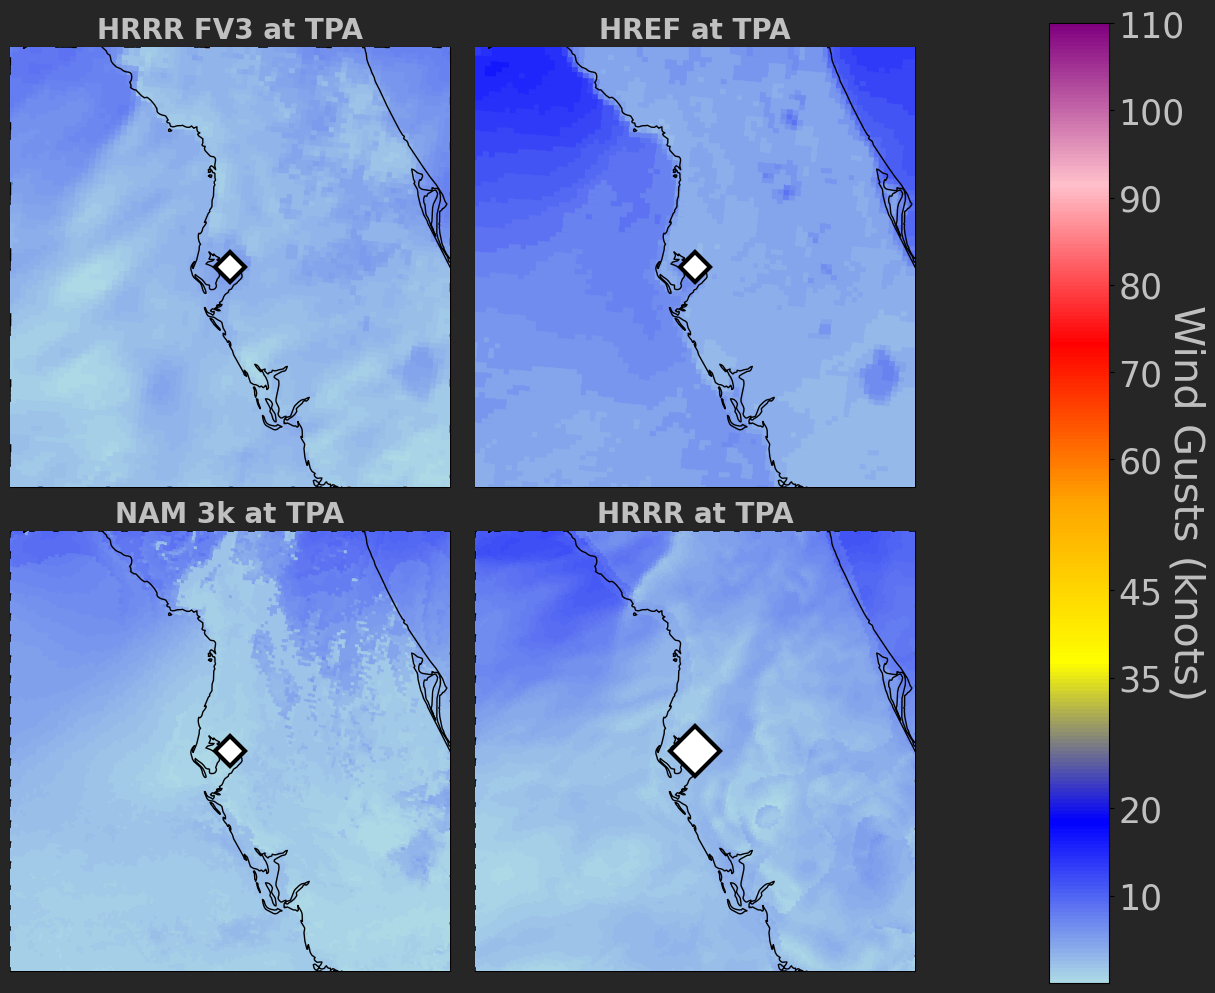 HRRR FV3 at TPA
HREF at TPA
NAM 3k at TPA
HRRR at TPA
110
100
90
80
70
60
45
35
20
10
Wind Gusts (knots)